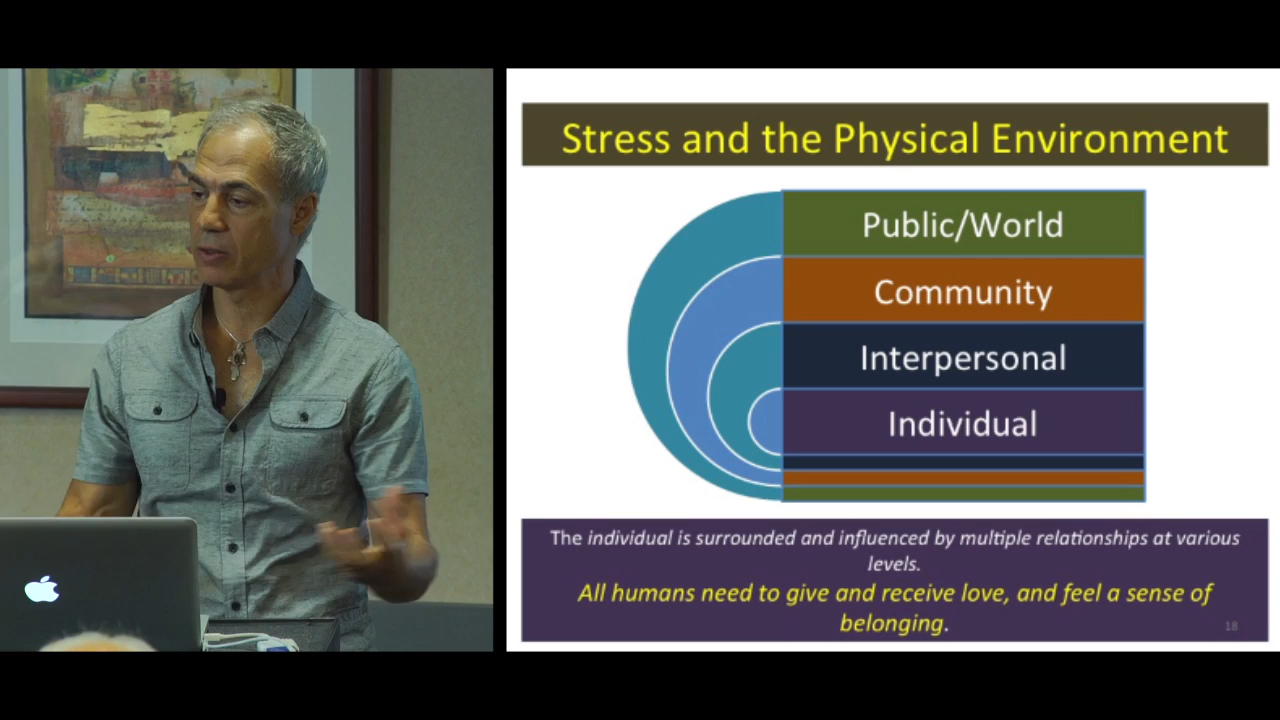 Stress and the Physical Environment
Public/World
Community
Interpersonal
Individual
The individual is surrounded and influenced by multiple relationships at various
levels.
All humans need to give and receive love, and feel a sense of
belonging.
18